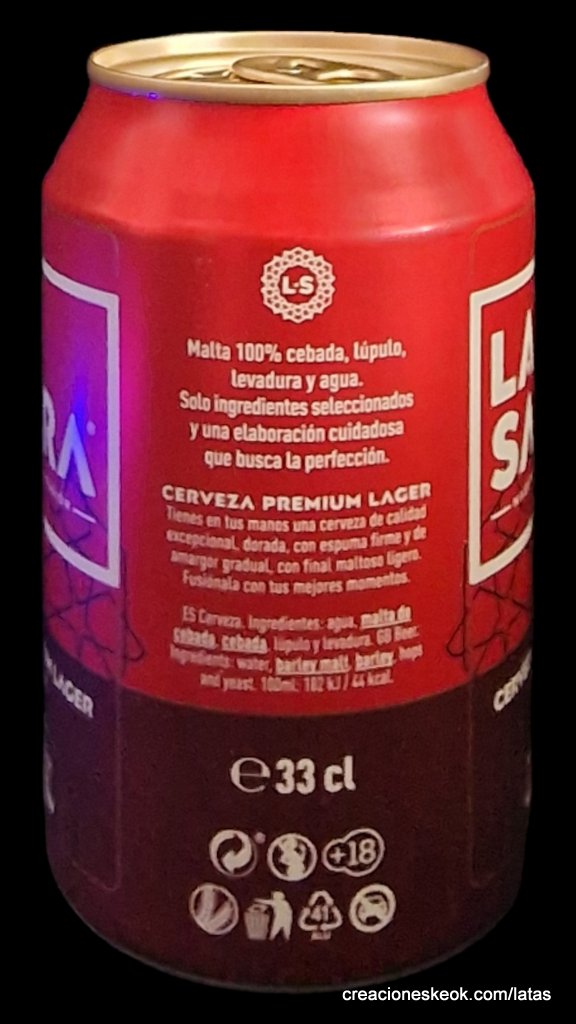 L·S
Malta 100% cebada, lúpulo,
levadura y agua.
Solo ingredientes seleccionados
y una elaboración cuidadosa
que busca la perfección.
CERVEZA PREMIUM LAGER
Tienes en tus manos una cerveza de calidad
excepcional, dorada, con espuma firme y de
amargor gradual, con final maltoso ligero.
Fusiónala con tus mejores momentos.
ES Cerveza. Ingredientes: agua, malta de
cebada, cebada, lúpulo y levadura. GB Beer.
Ingredients: water, barley malt, barley, hops
and yeast. 100ml: 182 kJ / 44 kcal.
℮ 33 cl
+18
41
ALU
RA
LAGER
LA
SA
CERV
creacioneskeok.com/latas